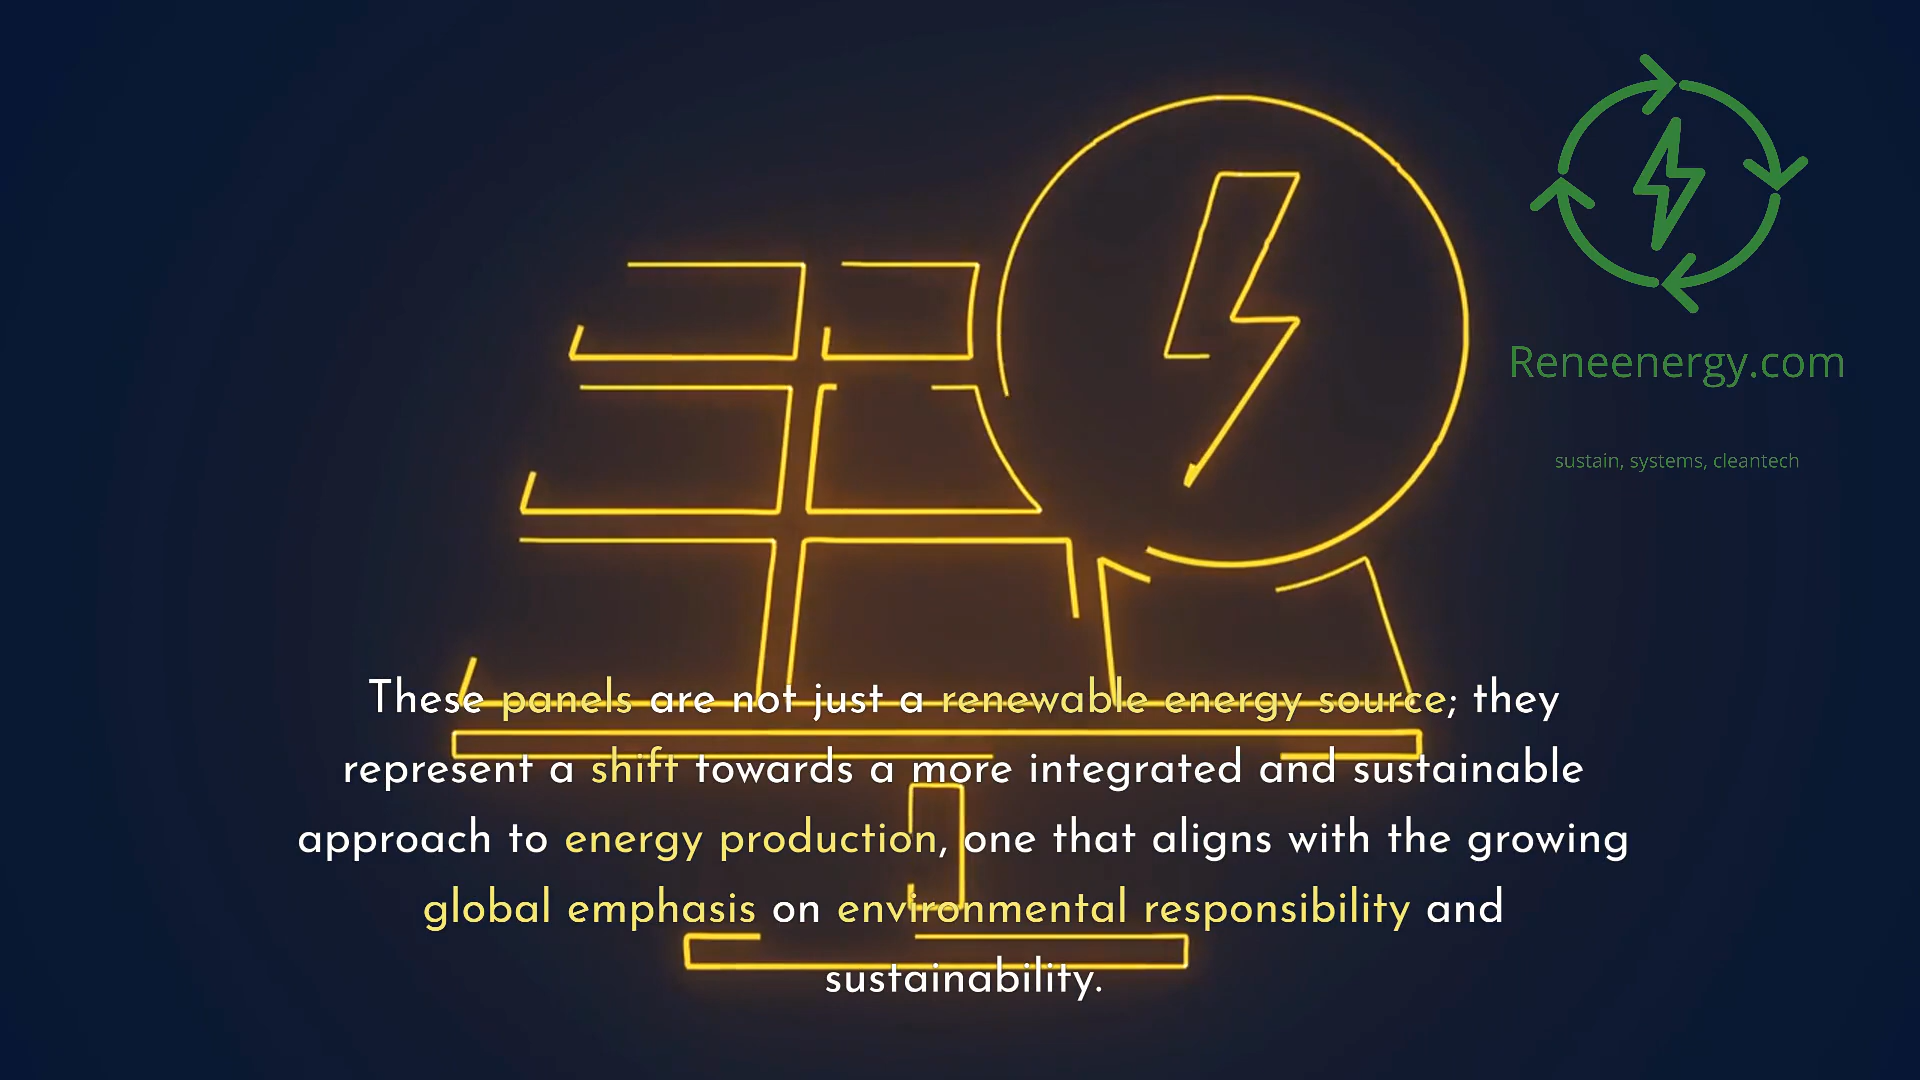 Reneenergy.com
sustain, systems, cleantech
These panels are not just a renewable energy source; they
represent a shift towards a more integrated and sustainable
approach to energy production, one that aligns with the growing
global emphasis on environmental responsibility and
sustainability.